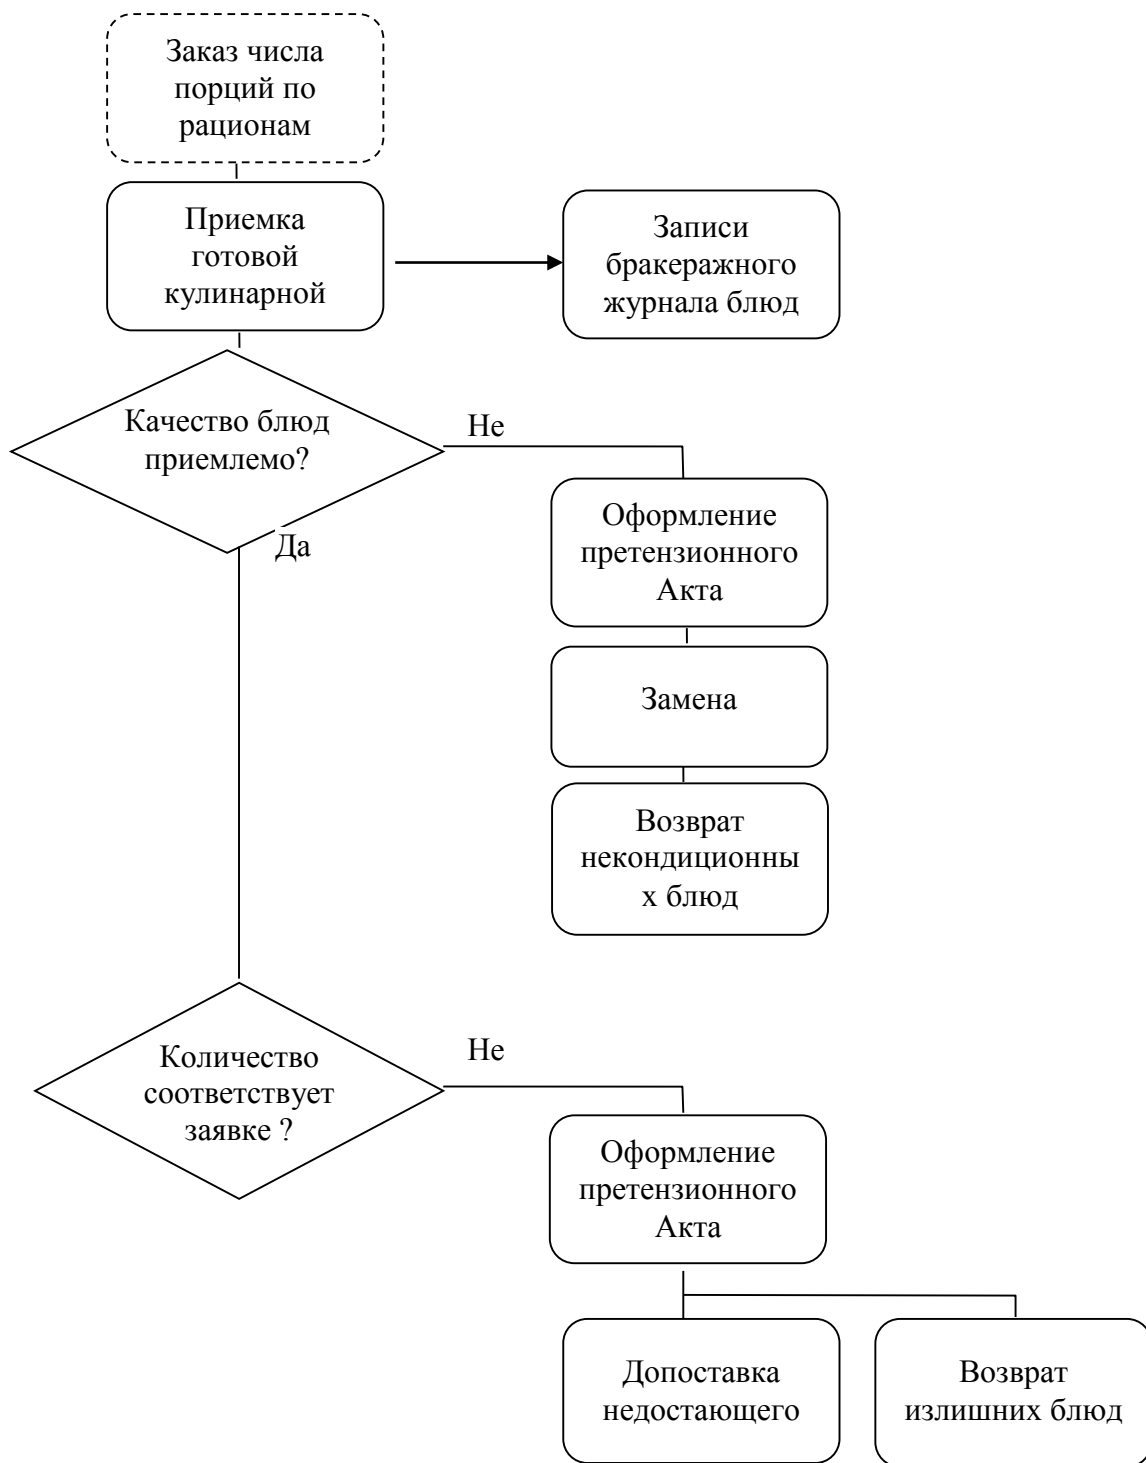 Заказ числа
порций по
рационам
Приемка
готовой
кулинарной
Записи
бракеражного
журнала блюд
Качество блюд
приемлемо?
Не
Да
Оформление
претензионного
Акта
Замена
Возврат
некондиционны
х блюд
Количество
соответствует
заявке ?
Не
Оформление
претензионного
Акта
Допоставка
недостающего
Возврат
излишних блюд